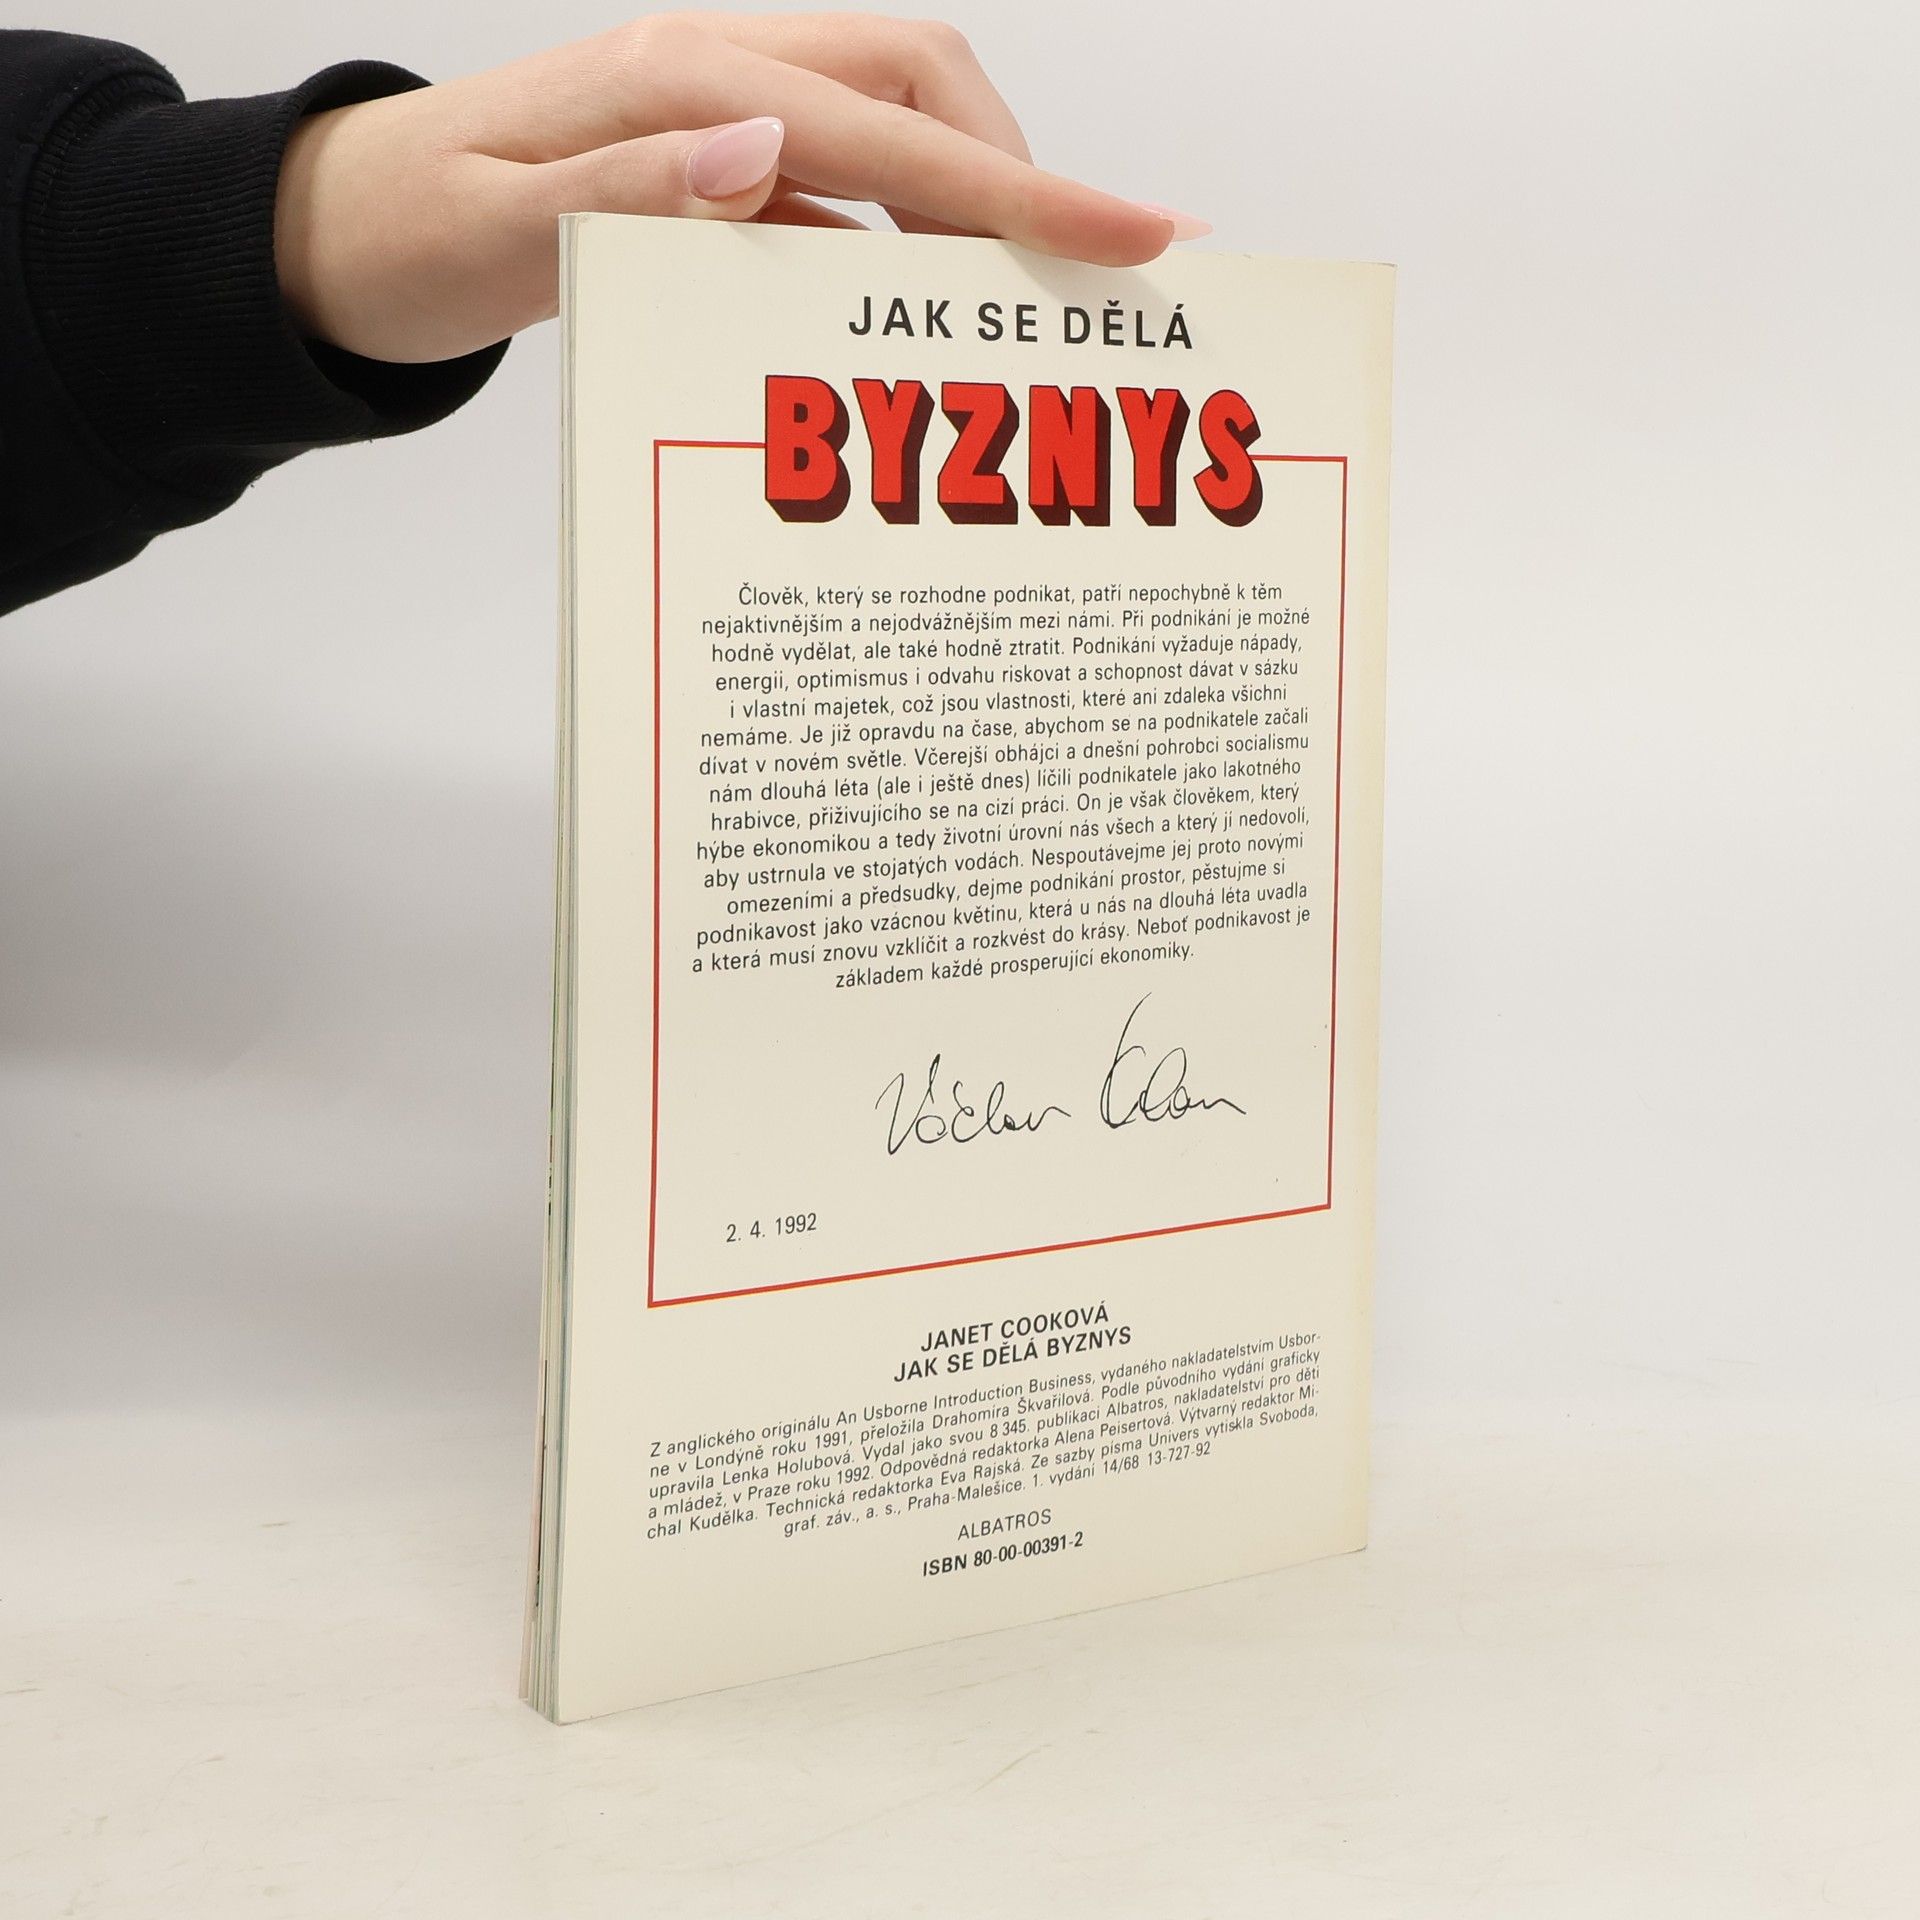 JAK SE DĚLÁ
BYZNYS
Člověk, který se rozhodne podnikat, patří nepochybně k těm
nejaktivnějším a nejodvážnějším mezi námi. Při podnikání je možné
hodně vydělat, ale také hodně ztratit. Podnikání vyžaduje nápady,
energii, optimismus i odvahu riskovat a schopnost dávat v sázku
i vlastní majetek, což jsou vlastnosti, které ani zdaleka všichni
nemáme. Je již opravdu na čase, abychom se na podnikatele začali
dívat v novém světle. Včerejší obhájci a dnešní pohrobci socialismu
nám dlouhá léta (ale i ještě dnes) líčili podnikatele jako lakotného
hrabivce, přiživujícího se na cizí práci. On je však člověkem, který
hýbe ekonomikou a tedy životní úrovní nás všech a který jí nedovolí,
aby ustrnula ve stojatých vodách. Nespoutávejme jej proto novými
omezeními a předsudky, dejme podnikání prostor, pěstujme si
podnikavost jako vzácnou květinu, která u nás na dlouhá léta uvadla
a která musí znovu vzklíčit a rozkvést do krásy. Neboť podnikavost je
základem každé prosperující ekonomiky.
Václav Klaus
2. 4. 1992
JANET COOKOVÁ
JAK SE DĚLÁ BYZNYS
Z anglického originálu An Usborne Introduction Business, vydaného nakladatelstvím Usbor-
ne v Londýně roku 1991, přeložila Drahomíra Škvařilová. Podle původního vydání graficky
upravila Lenka Holubová. Vydal jako svou 8 345. publikaci Albatros, nakladatelství pro děti
a mládež, v Praze roku 1992. Odpovědná redaktorka Alena Peisertová. Výtvarný redaktor Mi-
chal Kudělka. Technická redaktorka Eva Rajská. Ze sazby písma Univers vytiskla Svoboda,
graf. záv., a. s., Praha-Malešice. 1. vydání 14/68 13-727-92
ALBATROS
ISBN 80-00-00391-2